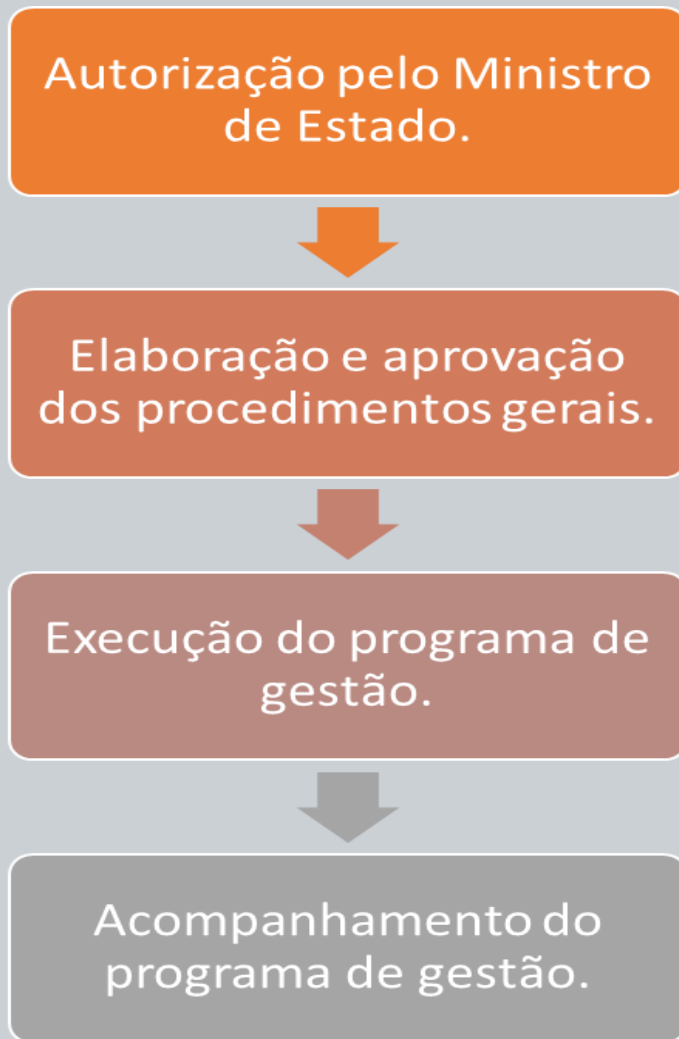 Autorização pelo Ministro
de Estado.
Elaboração e aprovação
dos procedimentos gerais.
Execução do programa de
gestão.
Acompanhamento do
programa de gestão.